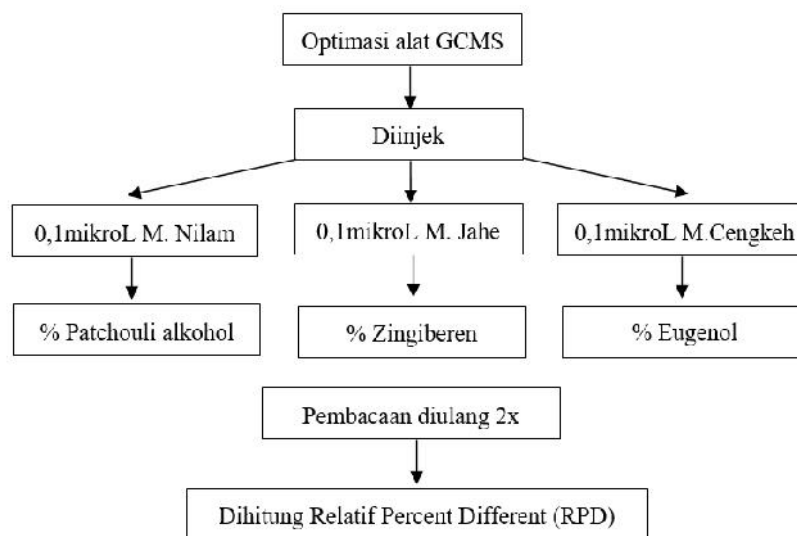 Optimasi alat GCMS
Diinjek
0,1mikroL M. Nilam
0,1mikroL M. Jahe
0,1mikroL M.Cengkeh
% Patchouli alkohol
% Zingiberen
% Eugenol
Pembacaan diulang 2x
Dihitung Relatif Percent Different (RPD)